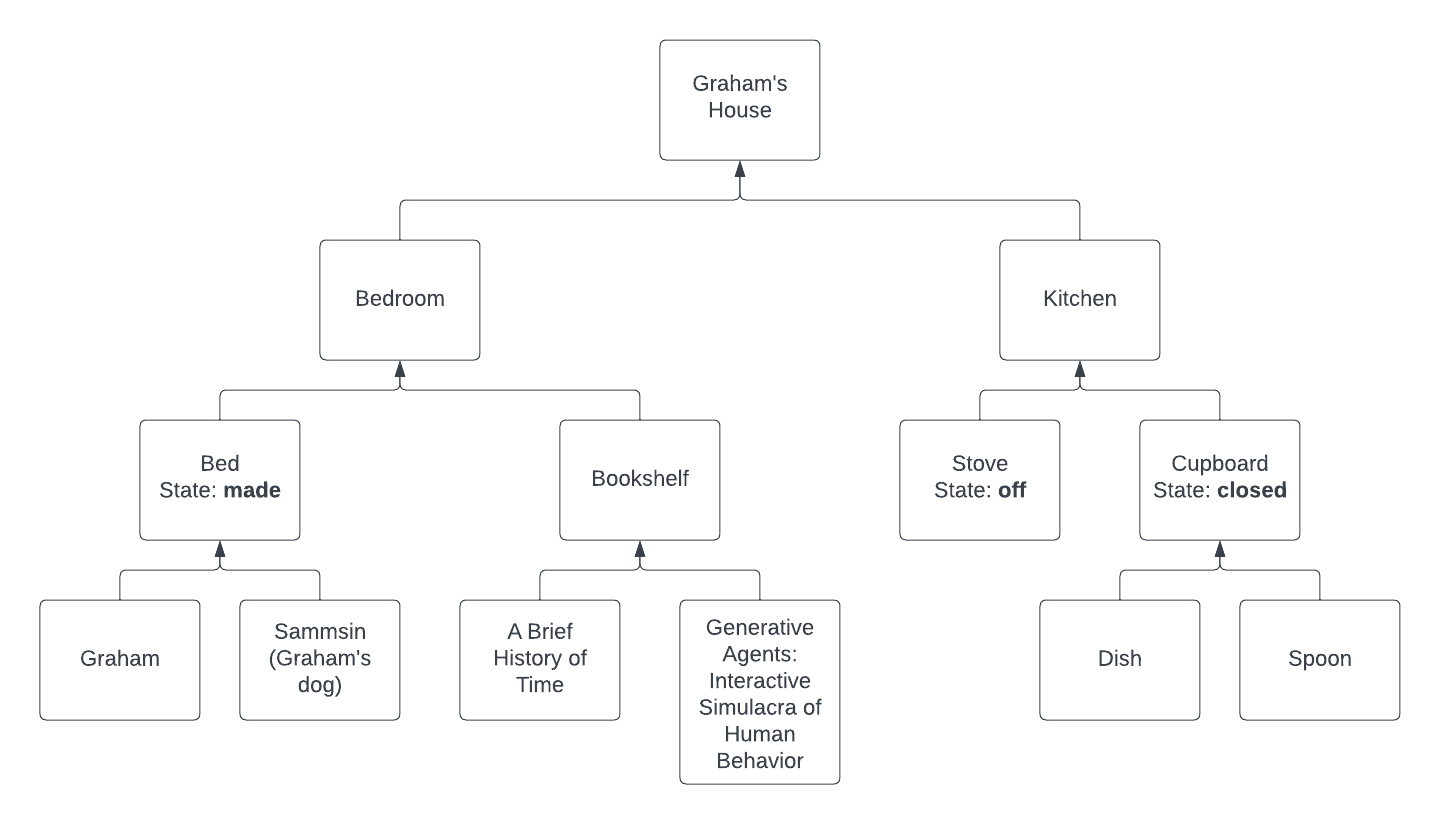 Graham's
House
Bedroom
Kitchen
Bed
State: made
Bookshelf
Stove
State: off
Cupboard
State: closed
Graham
Sammsin
(Graham's
dog)
A Brief
History of
Time
Generative
Agents:
Interactive
Simulacra of
Human
Behavior
Dish
Spoon